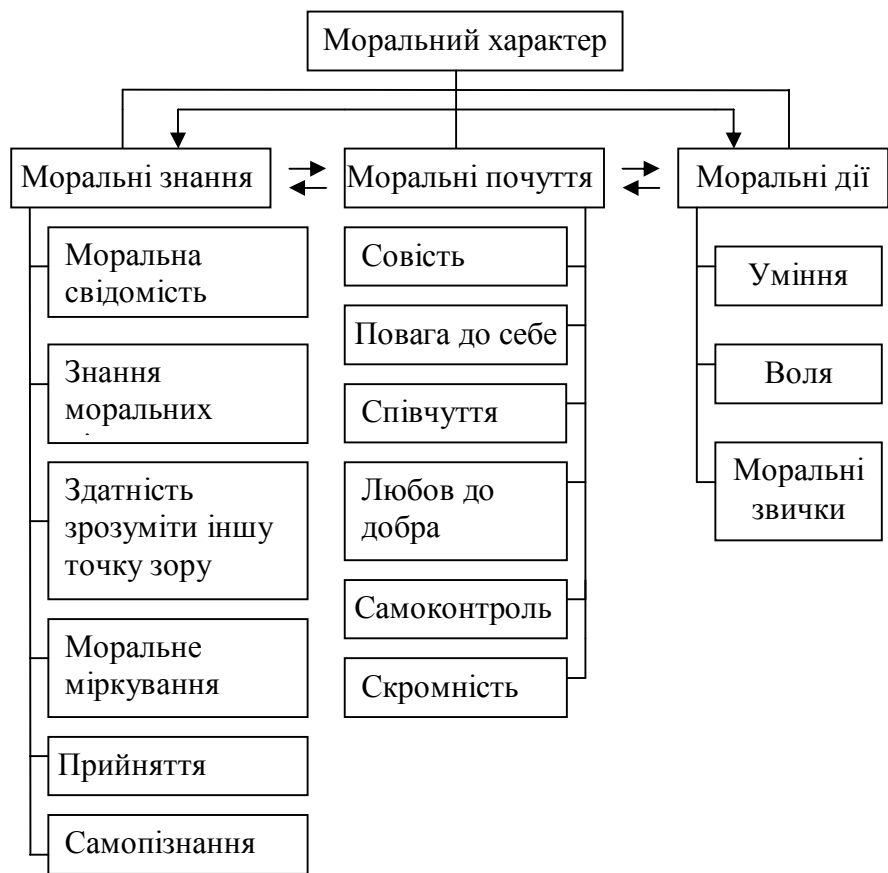 Моральний характер
Моральні знання
Моральні почуття
Моральні дії
Моральна
свідомість
Знання
моральних
Здатність
зрозуміти іншу
точку зору
Моральне
міркування
Прийняття
Самопізнання
Совість
Повага до себе
Співчуття
Любов до
добра
Самоконтроль
Скромність
Уміння
Воля
Моральні
звички